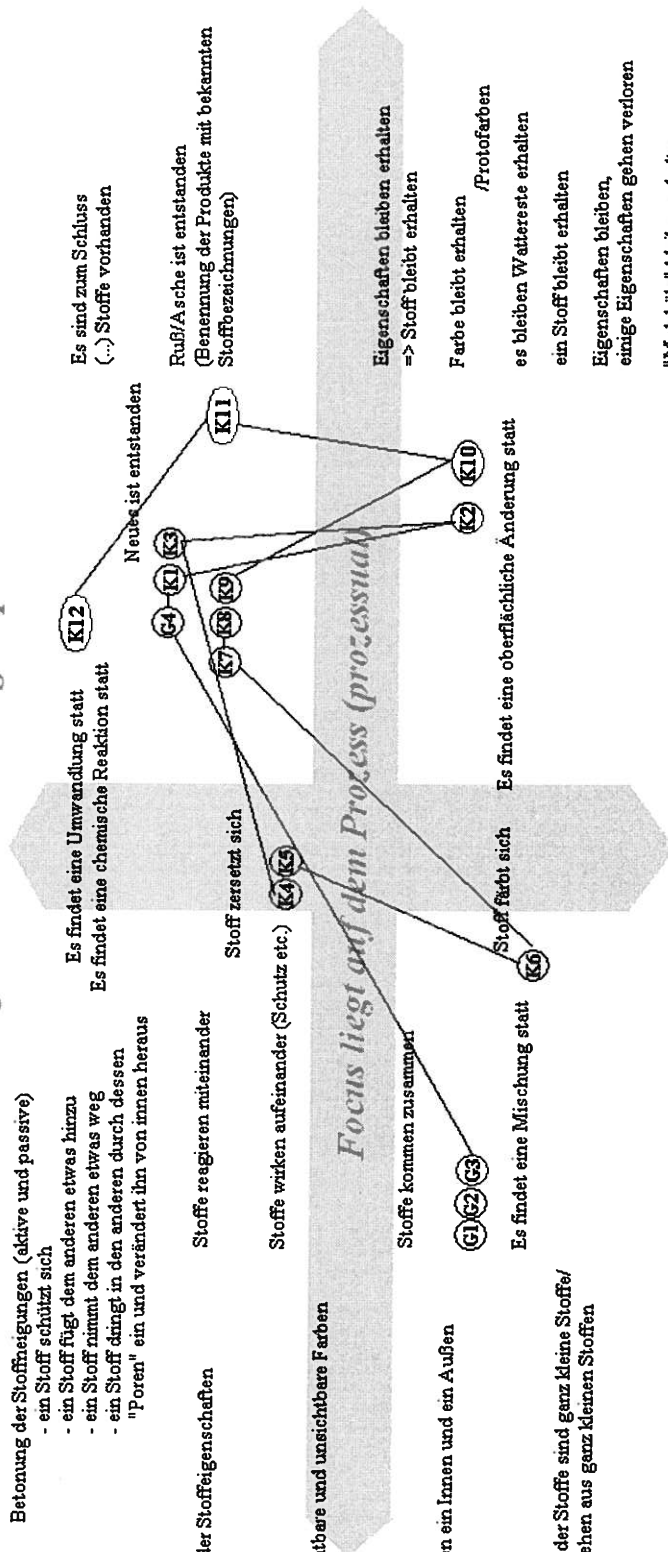 Betonung der Stoffneigungen (aktive und passive)
- ein Stoff schützt sich
- ein Stoff fügt dem anderen etwas hinzu
- ein Stoff nimmt dem anderen etwas weg
- ein Stoff dringt in den anderen durch dessen
"Poren" ein und verändert ihn von innen heraus
der Stoffeigenschaften
und unsichtbare Farben
ein Innen und ein Außen
der Stoffe sind ganz kleine Stoffe/
aus ganz kleinen Stoffen
Stoffe reagieren miteinander
Stoffe wirken aufeinander (Schutz etc.)
Focus liegt auf dem Prozess (prozessual)
Stoffe kommen zusammen
G1 G2 G3
Es findet eine Mischung statt
Es findet eine Umwandlung statt
Es findet eine chemische Reaktion statt
Stoff zersetzt sich
K4 K5
Stoff färbt sich
K6
K12
Neues ist entstanden
G4 K1 K3
K7 K8 K9
K11
K2 K10
Es findet eine oberflächliche Änderung statt
Es sind zum Schluss
(...) Stoffe vorhanden
Ruß/Asche ist entstanden
(Benennung der Produkte mit bekannten
Stoffbezeichnungen)
Eigenschaften bleiben erhalten
=> Stoff bleibt erhalten
Farbe bleibt erhalten
/Protofarben
es bleiben Wattereste erhalten
ein Stoff bleibt erhalten
Eigenschaften bleiben,
einige Eigenschaften gehen verloren